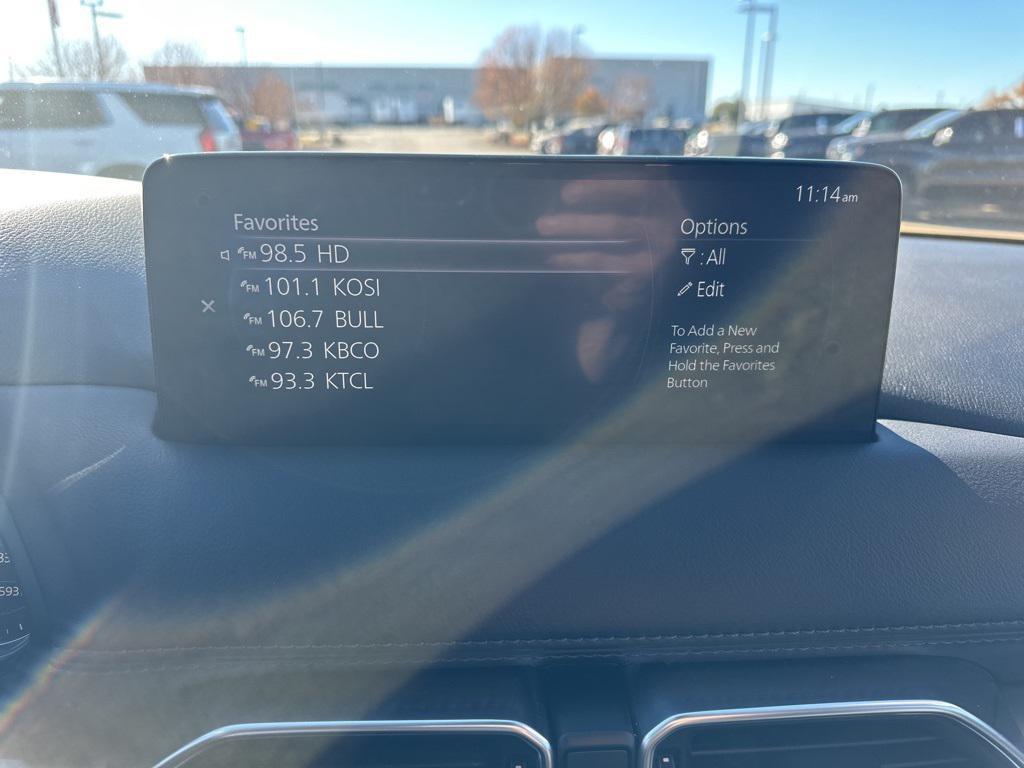 11:14am
Favorites
FM 98.5 HD
FM 101.1 KOSI
FM 106.7 BULL
FM 97.3 KBCO
FM 93.3 KTCL
Options
:All
Edit
To Add a New
Favorite, Press and
Hold the Favorites
Button
593